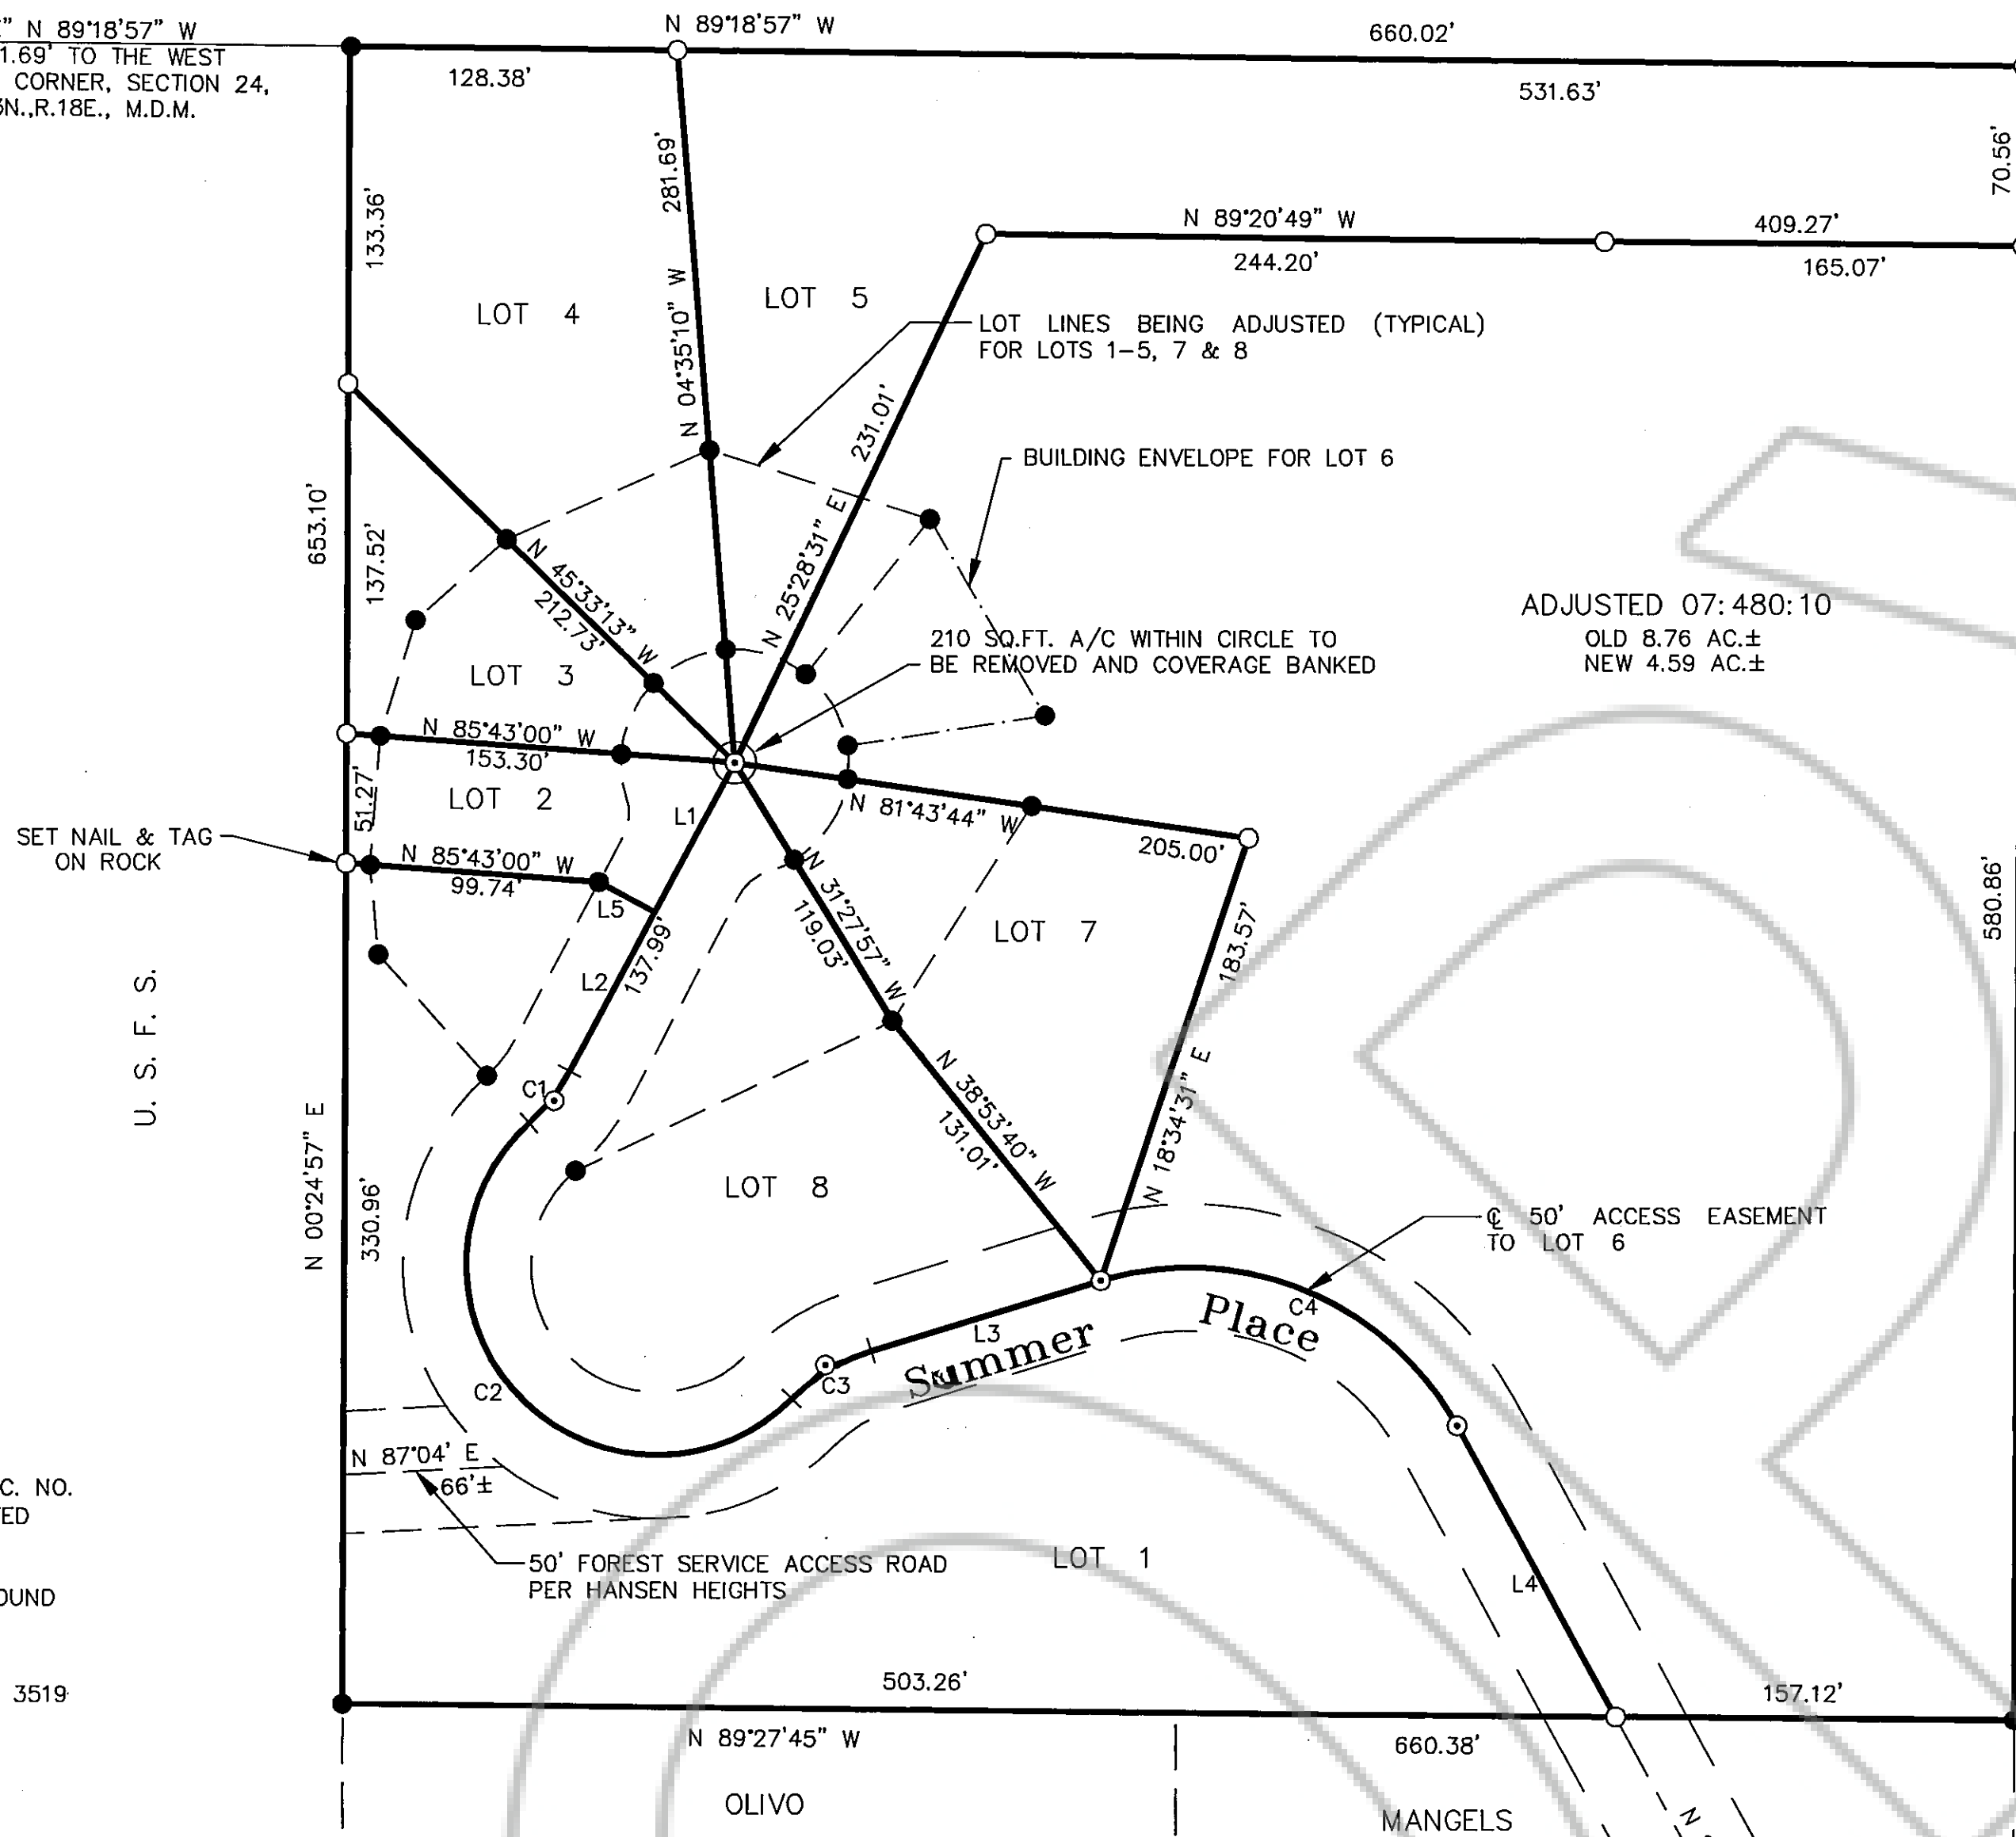 " N 89°18'57" W
1.69' TO THE WEST
CORNER, SECTION 24,
N.,R.18E., M.D.M.
N 89°18'57" W
660.02'
128.38'
531.63'
70.56'
281.69'
133.36'
N 89°20'49" W
409.27'
244.20'
165.07'
LOT 4
LOT 5
N 04°35'10" W
LOT LINES BEING ADJUSTED (TYPICAL)
FOR LOTS 1-5, 7 & 8
231.01'
BUILDING ENVELOPE FOR LOT 6
653.10'
137.52'
N 45°33'13" W
212.73'
N 25°28'31" E
ADJUSTED 07:480:10
OLD 8.76 AC.±
NEW 4.59 AC.±
210 SQ.FT. A/C WITHIN CIRCLE TO
BE REMOVED AND COVERAGE BANKED
LOT 3
N 85°43'00" W
153.30'
51.27'
LOT 2
L1
N 81°43'44" W
205.00'
SET NAIL & TAG
ON ROCK
N 85°43'00" W
99.74'
L5
N 31°27'57" W
119.03'
LOT 7
183.57'
580.86'
L2
137.99'
U. S. F. S.
C1
N 38°53'40" W
131.01'
N 18°34'31" E
N 00°24'57" E
330.96'
LOT 8
℄ 50' ACCESS EASEMENT
TO LOT 6
C4
Summer Place
L3
C2
C3
N 87°04' E
66'±
C. NO.
ED
50' FOREST SERVICE ACCESS ROAD
PER HANSEN HEIGHTS
LOT 1
L4
OUND
3519
503.26'
157.12'
N 89°27'45" W
660.38'
OLIVO
MANGELS
N